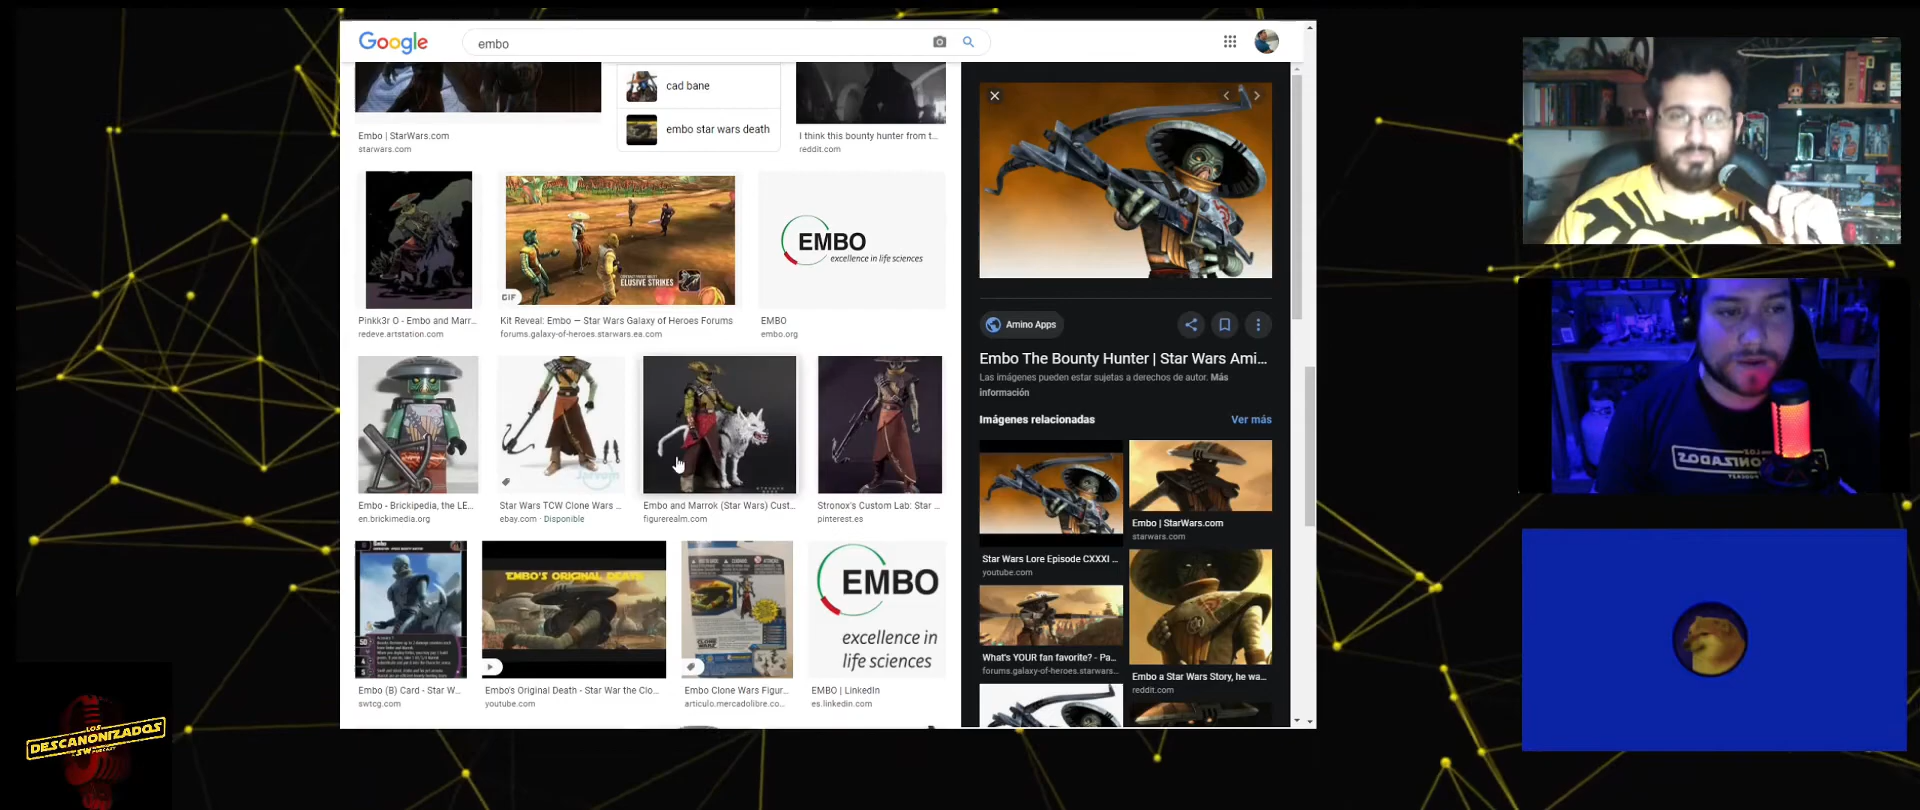 Google
embo
cad bane
embo star wars death
Embo | StarWars.com
starwars.com
I think this bounty hunter from t...
reddit.com
ELUSIVE STRIKES
GIF
EMBO
excellence in life sciences
Pinkk3r O - Embo and Marr...
redeve.artstation.com
Kit Reveal: Embo — Star Wars Galaxy of Heroes Forums
forums.galaxy-of-heroes.starwars.ea.com
EMBO
embo.org
Embo - Brickipedia, the LE...
en.brickimedia.org
Star Wars TCW Clone Wars ...
ebay.com · Disponible
Embo and Marrok (Star Wars) Cust...
figurerealm.com
Stronox's Custom Lab: Star ...
pinterest.es
EMBO'S ORIGINAL DEATH
EMBO
excellence in
life sciences
Embo (B) Card - Star W...
swtcg.com
Embo's Original Death - Star War the Clo...
youtube.com
Embo Clone Wars Figur...
articulo.mercadolibre.co...
EMBO | LinkedIn
es.linkedin.com
Amino Apps
Embo The Bounty Hunter | Star Wars Ami...
Las imágenes pueden estar sujetas a derechos de autor. Más
información
Imágenes relacionadas
Ver más
Star Wars Lore Episode CXXXI ...
youtube.com
Embo | StarWars.com
starwars.com
What's YOUR fan favorite? - Pa...
forums.galaxy-of-heroes.starwars...
Embo a Star Wars Story, he wa...
reddit.com
LOS
DESCANONIZADOS
SW PODCAST